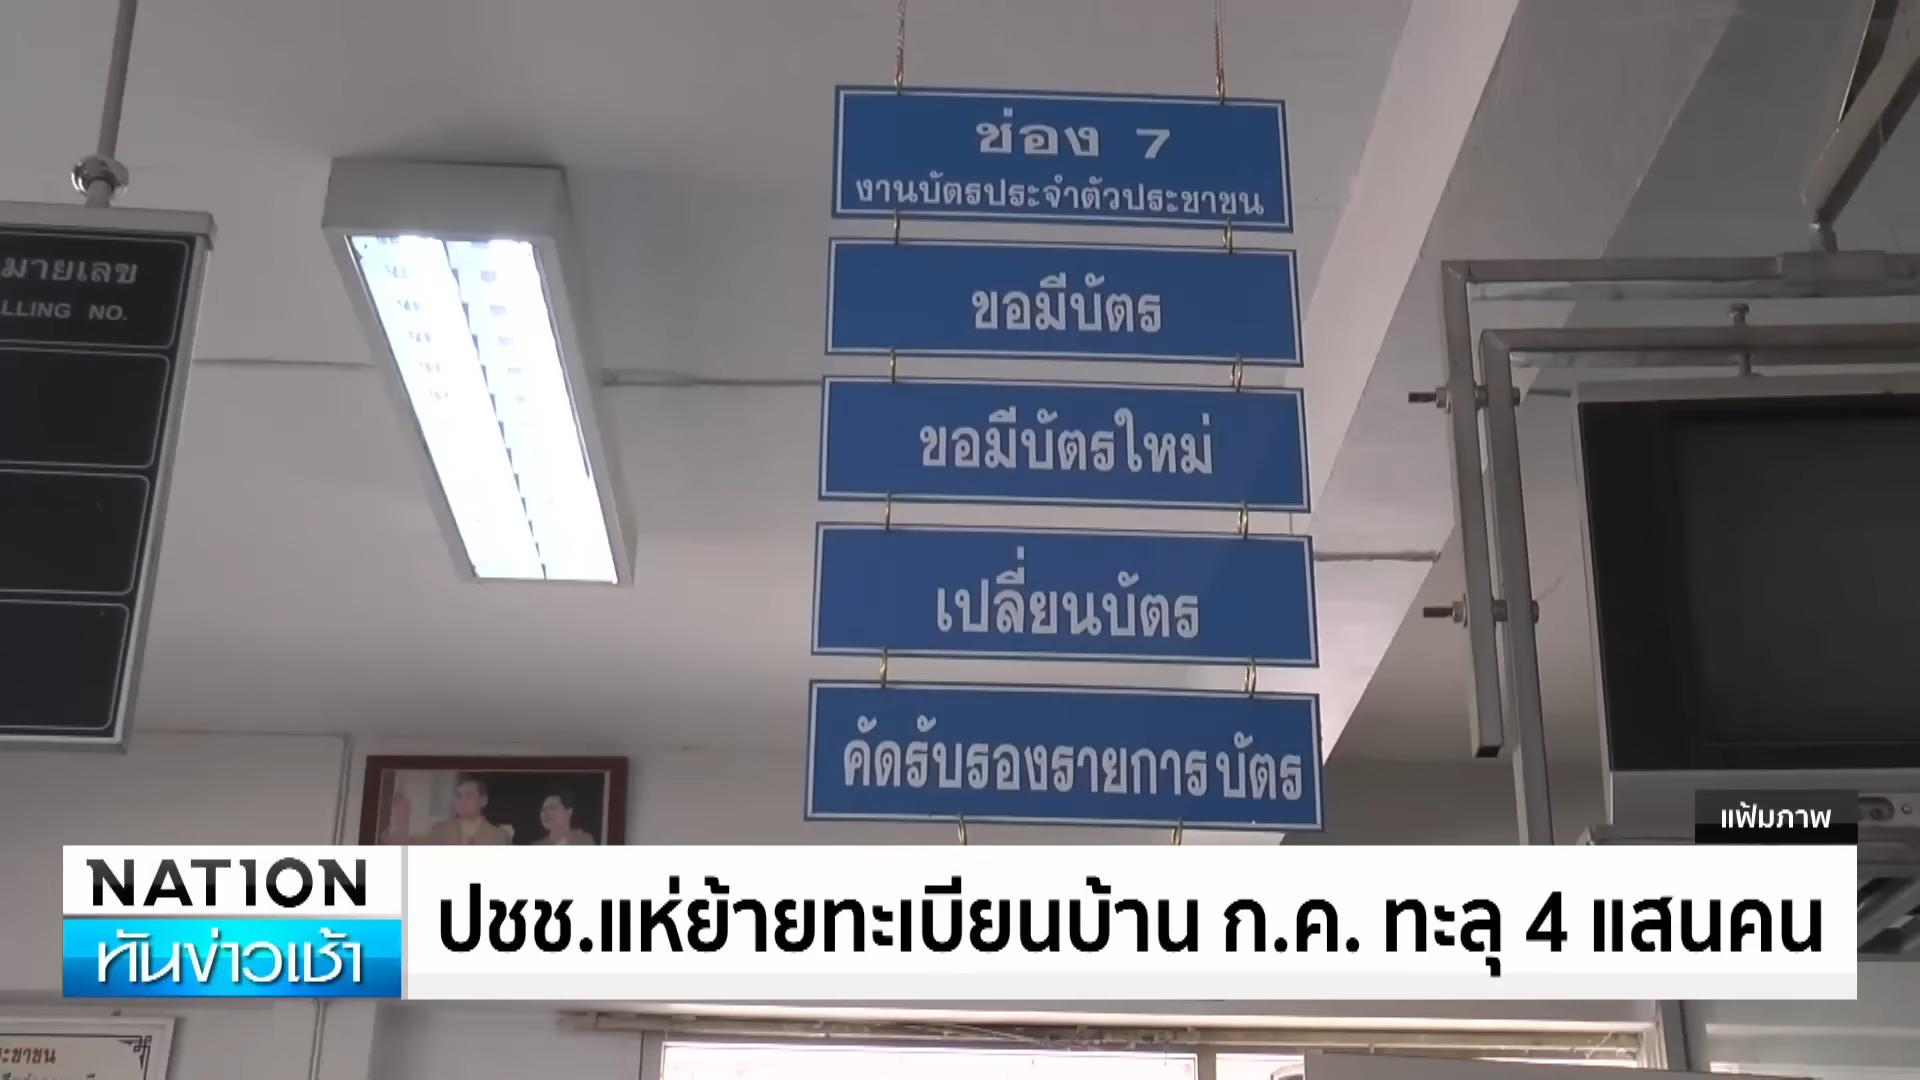 ช่อง 7
งานบัตรประจำตัวประชาชน
ขอมีบัตร
ขอมีบัตรใหม่
เปลี่ยนบัตร
คัดรับรองรายการบัตร
มายเลข
LLING NO.
แฟ้มภาพ
NATION
ทันข่าวเช้า
ปชช.แห่ย้ายทะเบียนบ้าน ก.ค. ทะลุ 4 แสนคน
ะชาชน